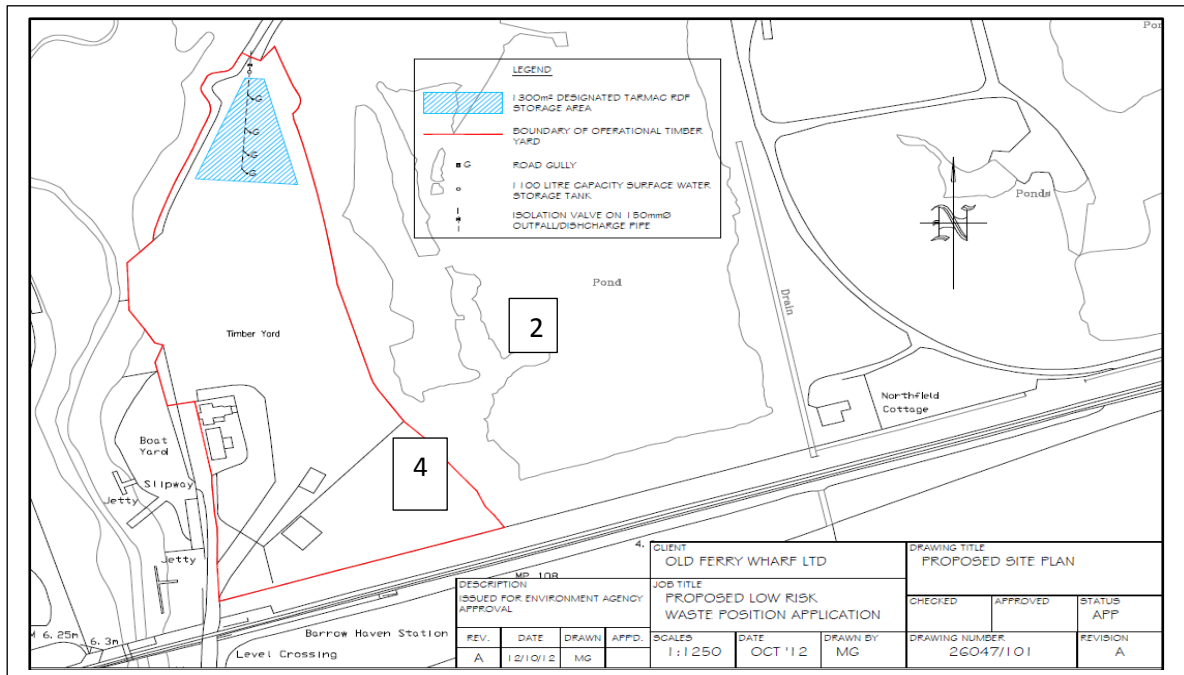 Pon
LEGEND
1300m² DESIGNATED TARMAC RDF
STORAGE AREA
BOUNDARY OF OPERATIONAL TIMBER
YARD
G
ROAD GULLY
1100 LITRE CAPACITY SURFACE WATER
STORAGE TANK
ISOLATION VALVE ON 150mmØ
OUTFALL/DISHCHARGE PIPE
G
G
G
G
Ponds
N
Pond
Drain
2
Timber Yard
Northfield
Cottage
Boat
Yard
4
Slipway
Jetty
Jetty
4.
MP 108
M 6.25m
6.3m
Barrow Haven Station
Level Crossing
CLIENT
OLD FERRY WHARF LTD
DRAWING TITLE
PROPOSED SITE PLAN
DESCRIPTION
ISSUED FOR ENVIRONMENT AGENCY
APPROVAL
JOB TITLE
PROPOSED LOW RISK
WASTE POSITION APPLICATION
CHECKED
APPROVED
STATUS
APP
REV. DATE DRAWN APPD.
A 12/10/12 MG
SCALES
1:1250
DATE
OCT '12
DRAWN BY
MG
DRAWING NUMBER
26047/101
REVISION
A